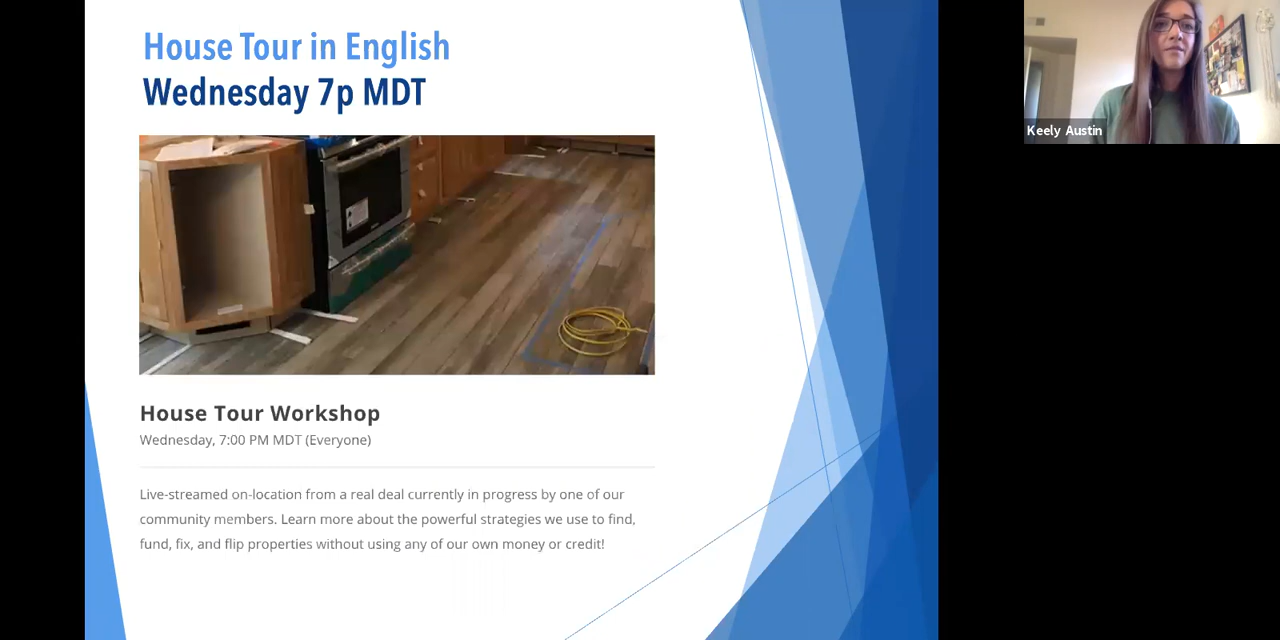 House Tour in English
Wednesday 7p MDT
House Tour Workshop
Wednesday, 7:00 PM MDT (Everyone)
Live-streamed on-location from a real deal currently in progress by one of our
community members. Learn more about the powerful strategies we use to find,
fund, fix, and flip properties without using any of our own money or credit!
Keely Austin